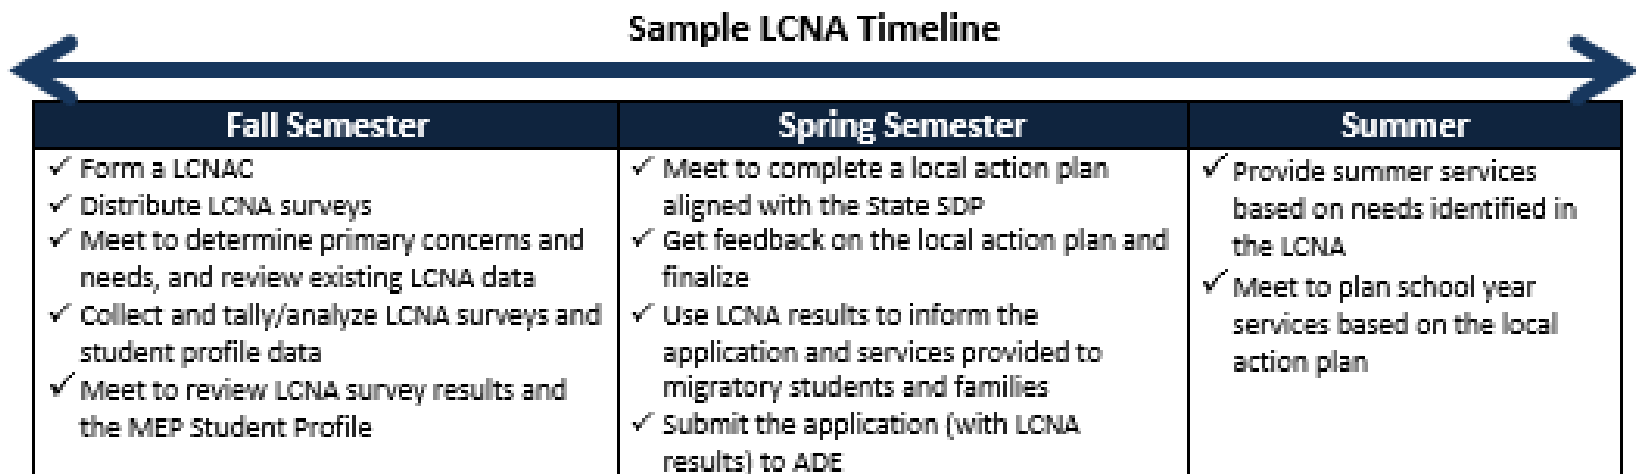 Sample LCNA Timeline
Fall Semester
✓ Form a LCNAC
✓ Distribute LCNA surveys
✓ Meet to determine primary concerns and
needs, and review existing LCNA data
✓ Collect and tally/analyze LCNA surveys and
student profile data
✓ Meet to review LCNA survey results and
the MEP Student Profile
Spring Semester
✓ Meet to complete a local action plan
aligned with the State SDP
✓ Get feedback on the local action plan and
finalize
✓ Use LCNA results to inform the
application and services provided to
migratory students and families
✓ Submit the application (with LCNA
results) to ADE
Summer
✓ Provide summer services
based on needs identified in
the LCNA
✓ Meet to plan school year
services based on the local
action plan